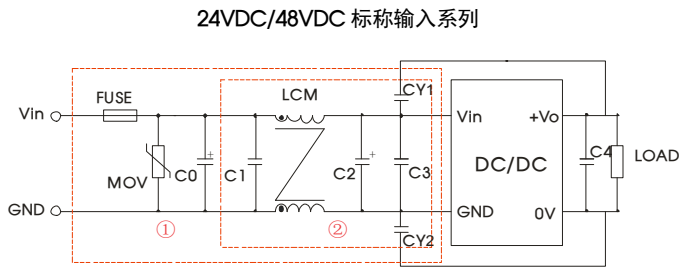 24VDC/48VDC 标称输入系列
FUSE
LCM
CY1
Vin
Vin
+Vo
MOV
C0
+
C1
C2
+
C3
DC/DC
C4
LOAD
GND
GND
0V
①
②
CY2